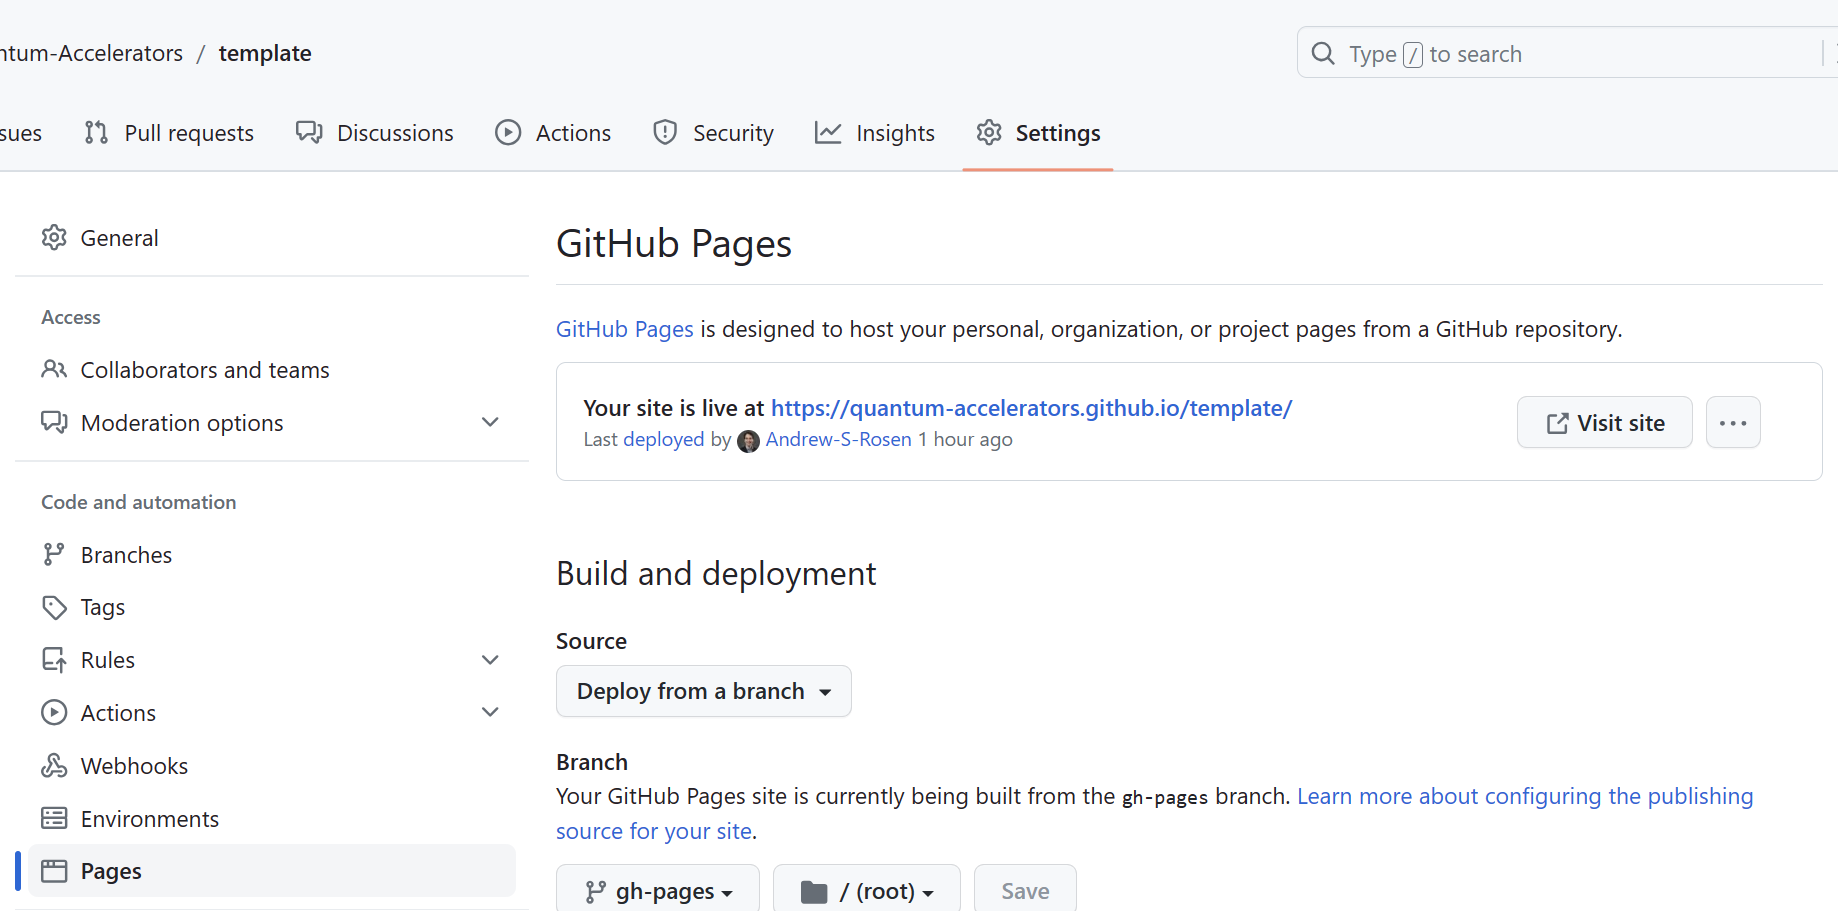 ntum-Accelerators / template
Type / to search
sues Pull requests Discussions Actions Security Insights Settings
General
Access
Collaborators and teams
Moderation options
Code and automation
Branches
Tags
Rules
Actions
Webhooks
Environments
Pages
GitHub Pages
GitHub Pages is designed to host your personal, organization, or project pages from a GitHub repository.
Your site is live at https://quantum-accelerators.github.io/template/
Last deployed by Andrew-S-Rosen 1 hour ago
Visit site
Build and deployment
Source
Deploy from a branch
Branch
Your GitHub Pages site is currently being built from the gh-pages branch. Learn more about configuring the publishing
source for your site.
gh-pages / (root) Save